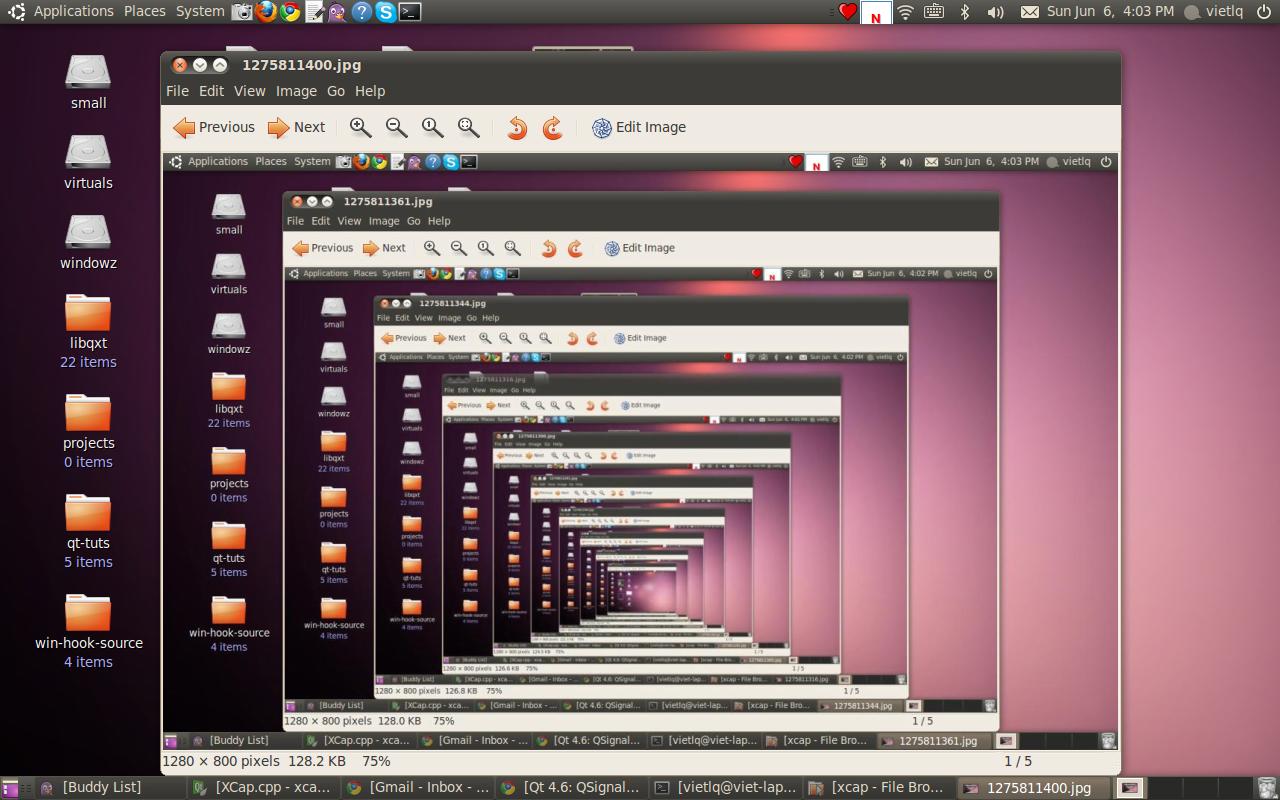 Applications Places System N Sun Jun 6, 4:03 PM vietlq
small
virtuals
windowz
libqxt
22 items
projects
0 items
qt-tuts
5 items
win-hook-source
4 items
1275811400.jpg
File Edit View Image Go Help
Previous Next Edit Image
Applications Places System N Sun Jun 6, 4:03 PM vietlq
small
virtuals
windowz
libqxt
22 items
projects
0 items
qt-tuts
5 items
win-hook-source
4 items
1275811361.jpg
File Edit View Image Go Help
Previous Next Edit Image
Applications Places System N Sun Jun 6, 4:02 PM vietlq
small
virtuals
windowz
libqxt
22 items
projects
0 items
qt-tuts
5 items
win-hook-source
4 items
1275811344.jpg
File Edit View Image Go Help
Previous Next Edit Image
Applications Places System Sun Jun 6, 4:02 PM vietlq
small
virtuals
windowz
libqxt
22 items
projects
0 items
qt-tuts
5 items
win-hook-source
4 items
1275811316.jpg
File Edit View Image Go Help
Previous Next Edit Image
1280 × 800 pixels 126.6 KB 75% 1 / 5
[Buddy List] [XCap.cpp - xca... [Gmail - Inbox - ... [Qt 4.6: QSignal... [vietlq@viet-lap... [xcap - File Bro... 1275811316.jpg
1280 × 800 pixels 126.8 KB 75% 1 / 5
[Buddy List] [XCap.cpp - xca... [Gmail - Inbox - ... [Qt 4.6: QSignal... [vietlq@viet-lap... [xcap - File Bro... 1275811344.jpg
1280 × 800 pixels 128.0 KB 75% 1 / 5
[Buddy List] [XCap.cpp - xca... [Gmail - Inbox - ... [Qt 4.6: QSignal... [vietlq@viet-lap... [xcap - File Bro... 1275811361.jpg
1280 × 800 pixels 128.2 KB 75% 1 / 5
[Buddy List] [XCap.cpp - xca... [Gmail - Inbox - ... [Qt 4.6: QSignal... [vietlq@viet-lap... [xcap - File Bro... 1275811400.jpg